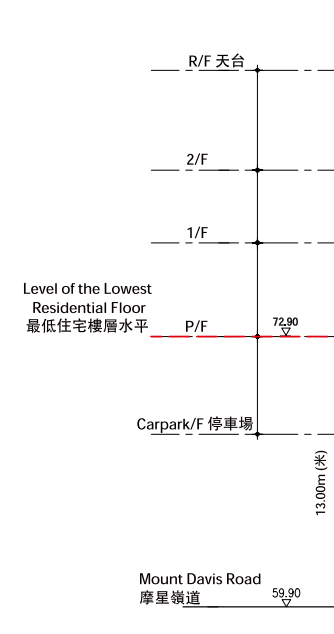 R/F 天台
2/F
1/F
Level of the Lowest
Residential Floor
最低住宅樓層水平
P/F
72.90
Carpark/F 停車場
13.00m (米)
Mount Davis Road
摩星嶺道
59.90